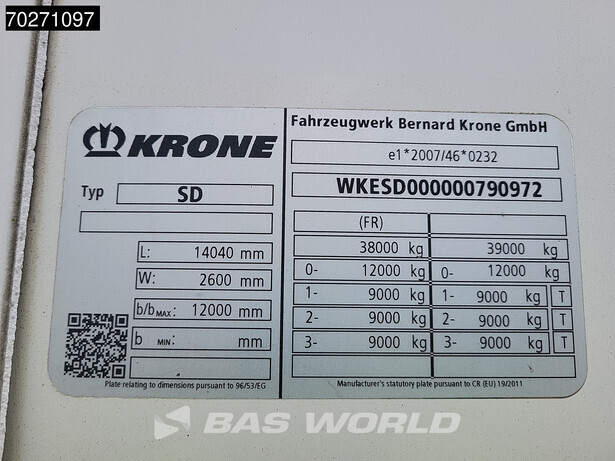 70271097
KRONE
Typ SD
L: 14040 mm
W: 2600 mm
b/bMAX: 12000 mm
b MIN: mm
Plate relating to dimensions pursuant to 96/53/EG
Fahrzeugwerk Bernard Krone GmbH
e1*2007/46*0232
WKESD000000790972
(FR)
38000 kg 39000 kg
0- 12000 kg 0- 12000 kg
1- 9000 kg 1- 9000 kg T
2- 9000 kg 2- 9000 kg T
3- 9000 kg 3- 9000 kg T
Manufacturer's statutory plate pursuant to CR (EU) 19/2011
BAS WORLD